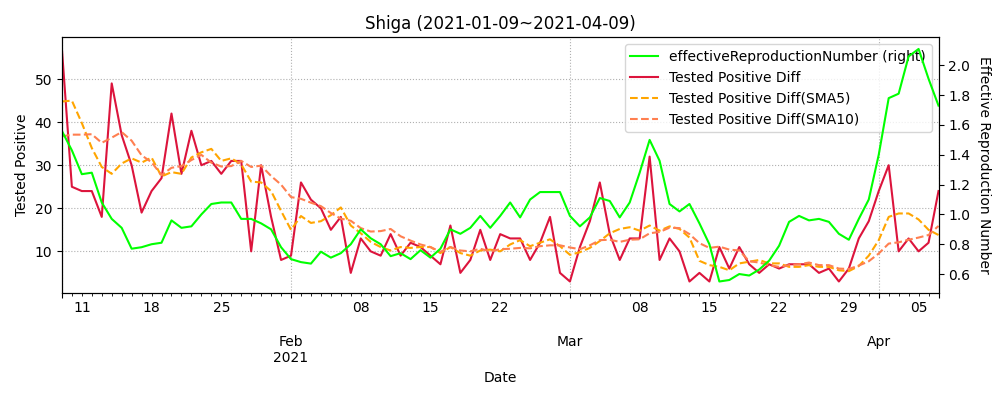 Shiga (2021-01-09~2021-04-09)
effectiveReproductionNumber (right)
Tested Positive Diff
Tested Positive Diff(SMA5)
Tested Positive Diff(SMA10)
Tested Positive
50
40
30
20
10
2.0
1.8
1.6
1.4
1.2
1.0
0.8
0.6
Effective Reproduction Number
11 18 25 08 15 22 08 15 22 29 05
Feb Mar Apr
2021
Date